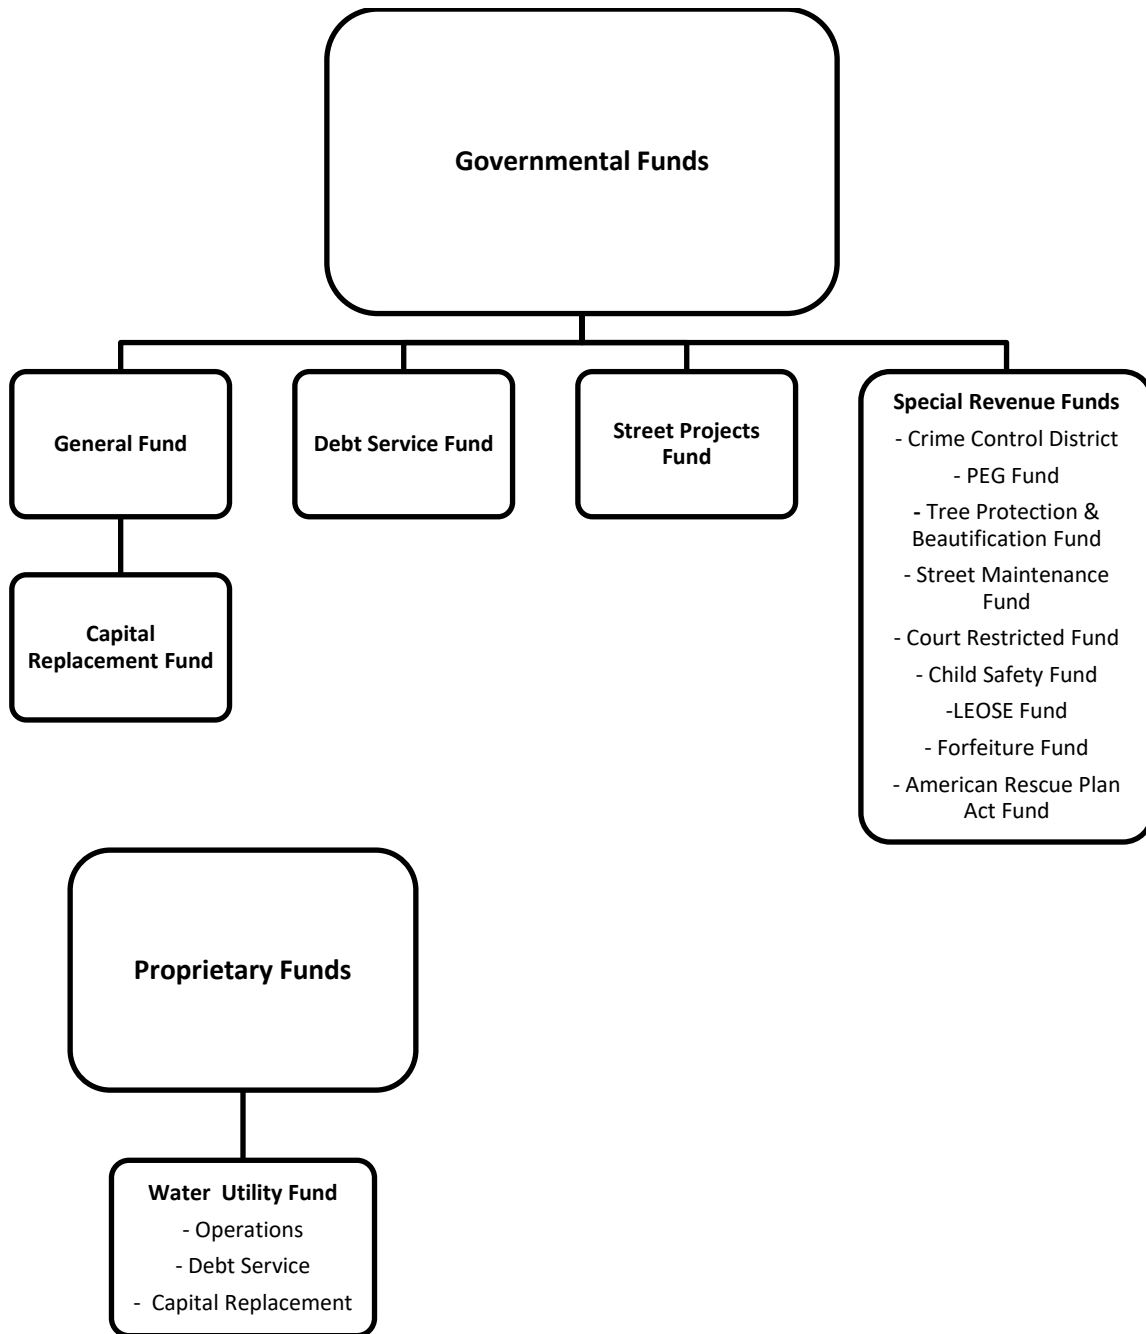 Governmental Funds
General Fund
Debt Service Fund
Street Projects
Fund
Special Revenue Funds
- Crime Control District
- PEG Fund
- Tree Protection &
Beautification Fund
- Street Maintenance
Fund
- Court Restricted Fund
- Child Safety Fund
-LEOSE Fund
- Forfeiture Fund
- American Rescue Plan
Act Fund
Capital
Replacement Fund
Proprietary Funds
Water  Utility Fund
- Operations
- Debt Service
-  Capital Replacement